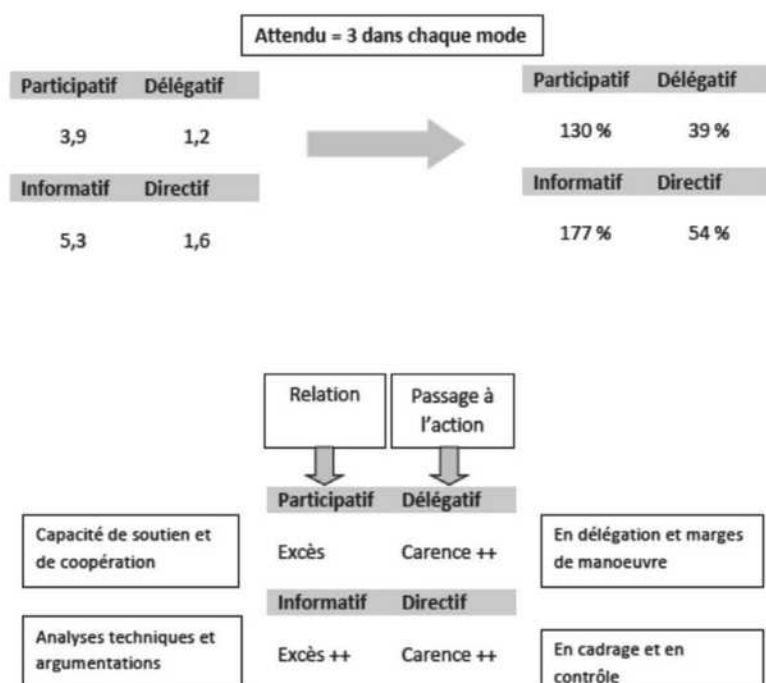 Attendu = 3 dans chaque mode
Participatif Délégatif
3,9 1,2
Informatif Directif
5,3 1,6
Participatif Délégatif
130 % 39 %
Informatif Directif
177 % 54 %
Relation
Passage à
l'action
Participatif Délégatif
Capacité de soutien et
de coopération
Excès Carence ++
En délégation et marges
de manoeuvre
Informatif Directif
Analyses techniques et
argumentations
Excès ++ Carence ++
En cadrage et en
contrôle